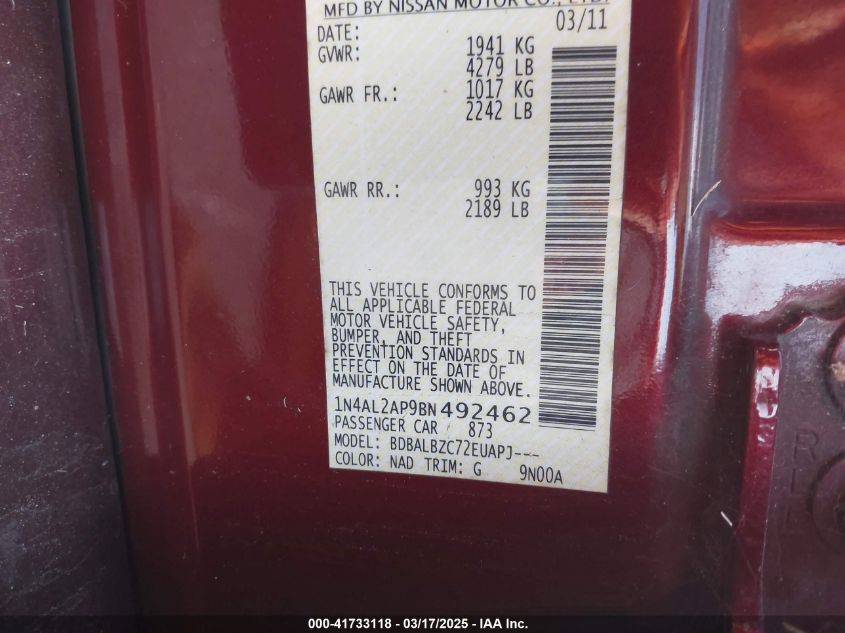 MFD BY NISSAN MOTOR CO., LTD.
DATE: 03/11
GVWR: 1941 KG
4279 LB
GAWR FR.: 1017 KG
2242 LB
GAWR RR.: 993 KG
2189 LB
THIS VEHICLE CONFORMS TO
ALL APPLICABLE FEDERAL
MOTOR VEHICLE SAFETY,
BUMPER, AND THEFT
PREVENTION STANDARDS IN
EFFECT ON THE DATE OF
MANUFACTURE SHOWN ABOVE.
1N4AL2AP9BN492462
PASSENGER CAR 873
MODEL: BDBALBZC72EUAPJ---
COLOR: NAD TRIM: G 9N00A
000-41733118 - 03/17/2025 - IAA Inc.